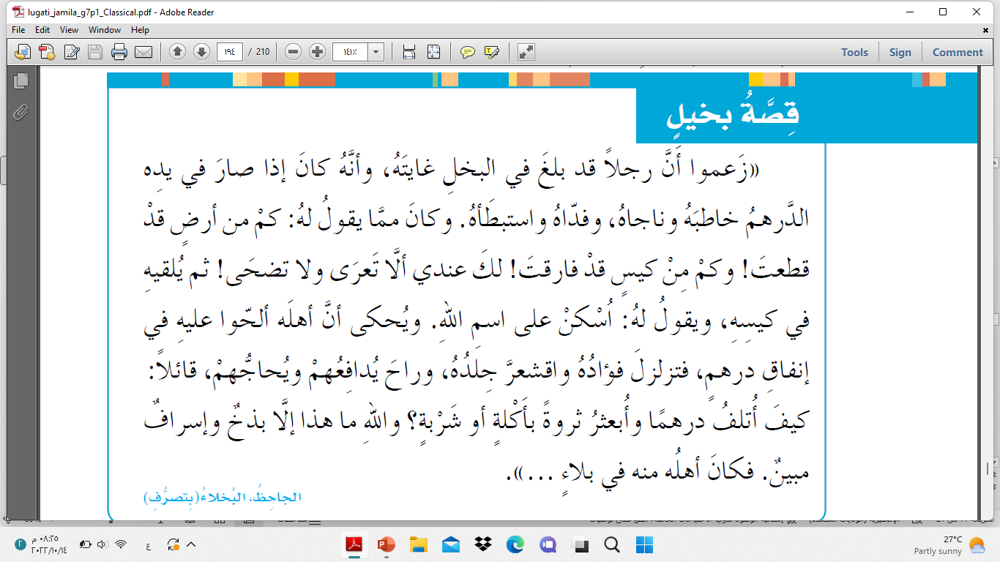 lugati_jamila_g7p1_Classical.pdf - Adobe Reader
File Edit View Window Help
١٩٤ / 210
١٤١٪
Tools Sign Comment
قِصَّةُ بخيلٍ
«زَعموا أَنَّ رجلاً قد بلغَ في البخلِ غايتَهُ، وأنَّهُ كانَ إذا صارَ في يدِه
الدَّرهمُ خاطبَهُ وناجاهُ، وفدّاهُ واستبطَأهُ. وكانَ ممَّا يقولُ لهُ: كمْ من أرضٍ قدْ
قطعتَ! وكمْ مِنْ كيسٍ قدْ فارقتَ! لكَ عندي ألَّا تَعرَى ولا تضحَى! ثم يُلقيهِ
في كيسِهِ، ويقولُ لهُ: اُسْكنْ على اسمِ اللهِ. ويُحكى أنَّ أهلَه ألحّوا عليهِ في
إنفاقِ درهمٍ، فتزلزلَ فؤادُهُ واقشعرَّ جِلدُهُ، وراحَ يُدافِعُهمْ ويُحاجُّهمْ، قائلاً:
كيفَ أُتلفُ درهمًا وأُبعثرُ ثروةً بأَكْلةٍ أو شَرْبةٍ؟ واللهِ ما هذا إلَّا بذخٌ وإسرافٌ
مبينٌ. فكانَ أهلُه منه في بلاءٍ ...».
الجاحِظُ، البُخلاءُ(بِتصرُّفٍ)
٠٨:٢٥ م
٢٠٢٢/١٠/١٤
ع
27°C
Partly sunny